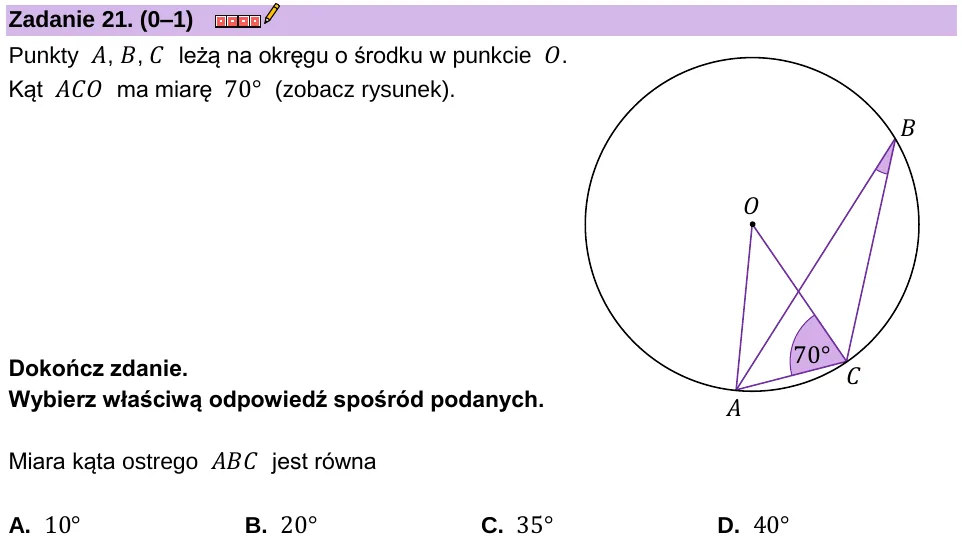 Zadanie 21. (0–1)
Punkty A, B, C leżą na okręgu o środku w punkcie O.
Kąt ACO ma miarę 70° (zobacz rysunek).
B
O
70°
C
A
Dokończ zdanie.
Wybierz właściwą odpowiedź spośród podanych.
Miara kąta ostrego ABC jest równa
A. 10° B. 20° C. 35° D. 40°